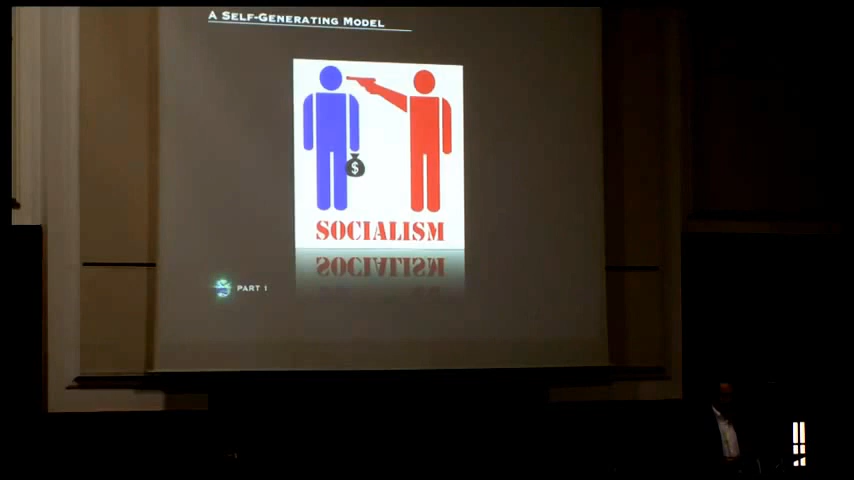 A Self-Generating Model
$
SOCIALISM
SOCIALISM
PART 1